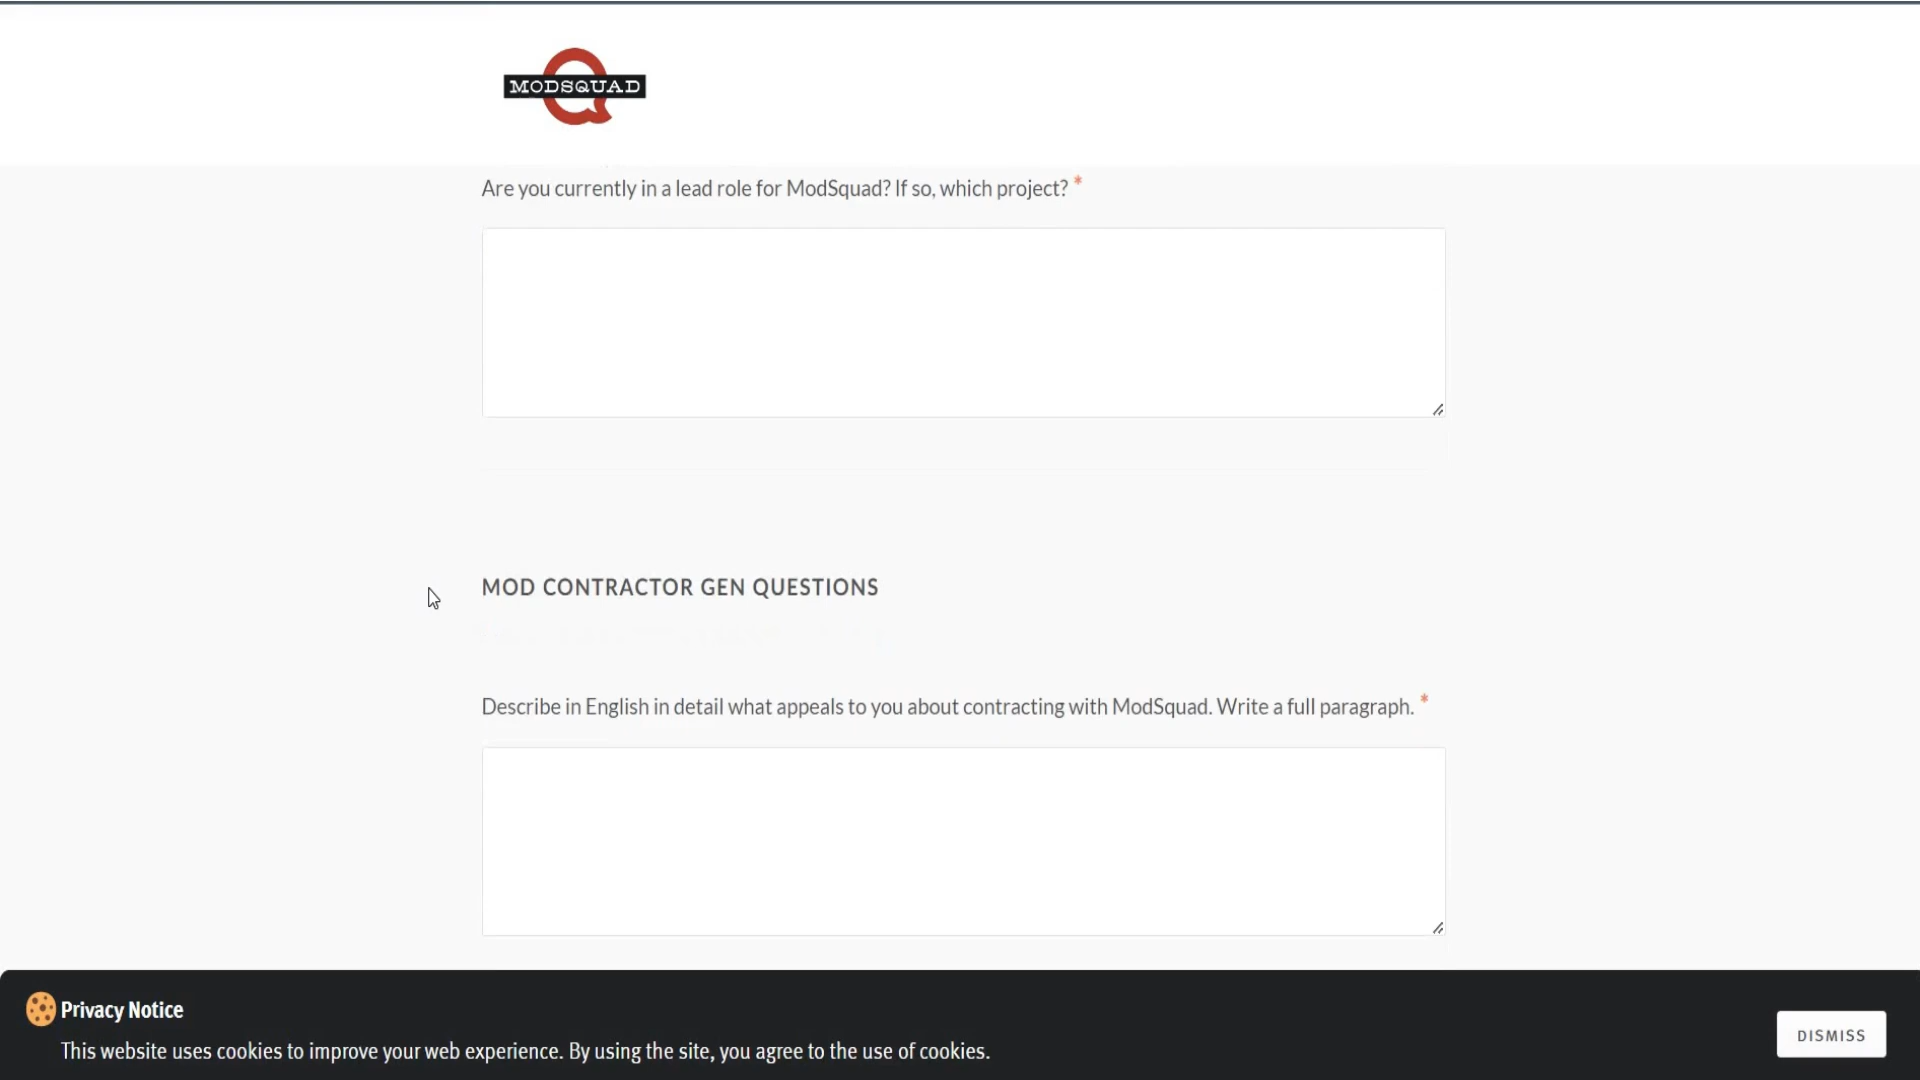 MODSQUAD
Are you currently in a lead role for ModSquad? If so, which project? *
MOD CONTRACTOR GEN QUESTIONS
Describe in English in detail what appeals to you about contracting with ModSquad. Write a full paragraph. *
Privacy Notice
This website uses cookies to improve your web experience. By using the site, you agree to the use of cookies.
DISMISS